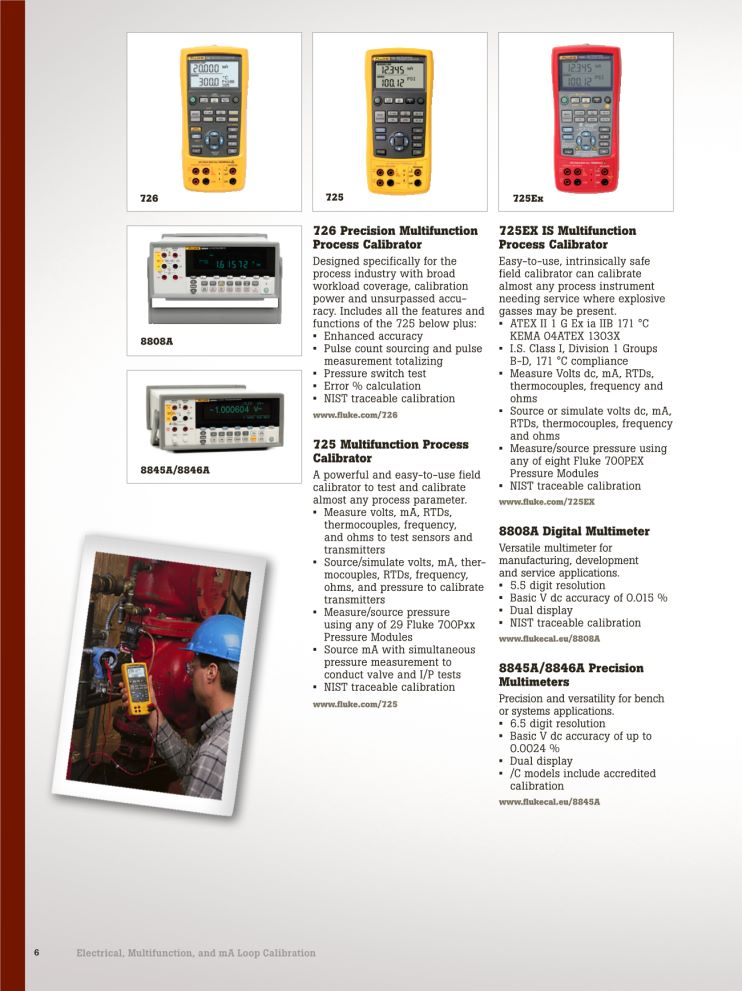 726
725
725Ex
8808A
8845A/8846A
726 Precision Multifunction
Process Calibrator
Designed specifically for the
process industry with broad
workload coverage, calibration
power and unsurpassed accu-
racy. Includes all the features and
functions of the 725 below plus:
▪ Enhanced accuracy
▪ Pulse count sourcing and pulse
measurement totalizing
▪ Pressure switch test
▪ Error % calculation
▪ NIST traceable calibration
www.fluke.com/726
725 Multifunction Process
Calibrator
A powerful and easy-to-use field
calibrator to test and calibrate
almost any process parameter.
▪ Measure volts, mA, RTDs,
thermocouples, frequency,
and ohms to test sensors and
transmitters
▪ Source/simulate volts, mA, ther-
mocouples, RTDs, frequency,
ohms, and pressure to calibrate
transmitters
▪ Measure/source pressure
using any of 29 Fluke 700Pxx
Pressure Modules
▪ Source mA with simultaneous
pressure measurement to
conduct valve and I/P tests
▪ NIST traceable calibration
www.fluke.com/725
725EX IS Multifunction
Process Calibrator
Easy-to-use, intrinsically safe
field calibrator can calibrate
almost any process instrument
needing service where explosive
gasses may be present.
▪ ATEX II 1 G Ex ia IIB 171 °C
KEMA 04ATEX 1303X
▪ I.S. Class I, Division 1 Groups
B-D, 171 °C compliance
▪ Measure Volts dc, mA, RTDs,
thermocouples, frequency and
ohms
▪ Source or simulate volts dc, mA,
RTDs, thermocouples, frequency
and ohms
▪ Measure/source pressure using
any of eight Fluke 700PEX
Pressure Modules
▪ NIST traceable calibration
www.fluke.com/725EX
8808A Digital Multimeter
Versatile multimeter for
manufacturing, development
and service applications.
▪ 5.5 digit resolution
▪ Basic V dc accuracy of 0.015 %
▪ Dual display
▪ NIST traceable calibration
www.flukecal.eu/8808A
8845A/8846A Precision
Multimeters
Precision and versatility for bench
or systems applications.
▪ 6.5 digit resolution
▪ Basic V dc accuracy of up to
0.0024 %
▪ Dual display
▪ /C models include accredited
calibration
www.flukecal.eu/8845A
6 Electrical, Multifunction, and mA Loop Calibration